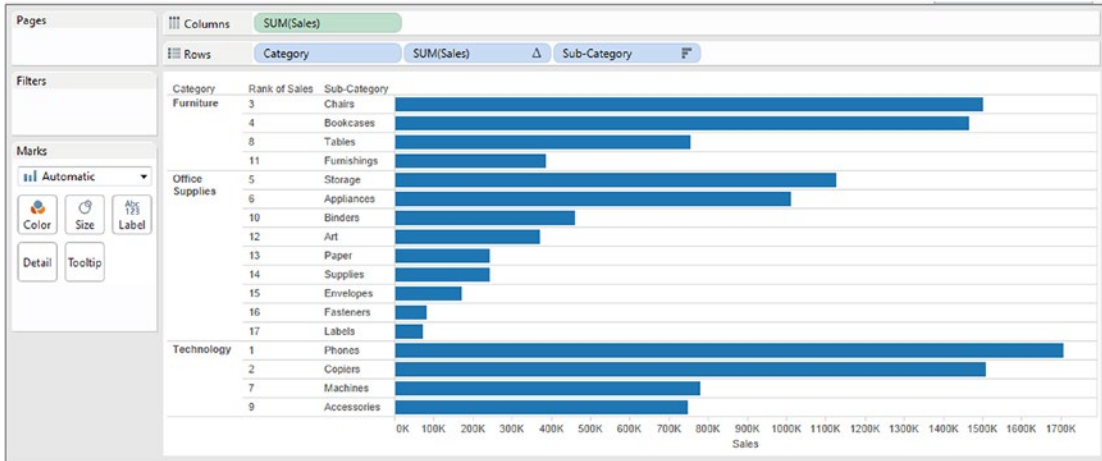 Pages
Columns SUM(Sales)
Rows Category SUM(Sales) Δ Sub-Category
Filters
Category Rank of Sales Sub-Category
Furniture 3 Chairs
4 Bookcases
8 Tables
11 Furnishings
Marks
Automatic
Color Size Abc 123 Label
Detail Tooltip
Office Supplies 5 Storage
6 Appliances
10 Binders
12 Art
13 Paper
14 Supplies
15 Envelopes
16 Fasteners
17 Labels
Technology 1 Phones
2 Copiers
7 Machines
9 Accessories
0K 100K 200K 300K 400K 500K 600K 700K 800K 900K 1000K 1100K 1200K 1300K 1400K 1500K 1600K 1700K
Sales